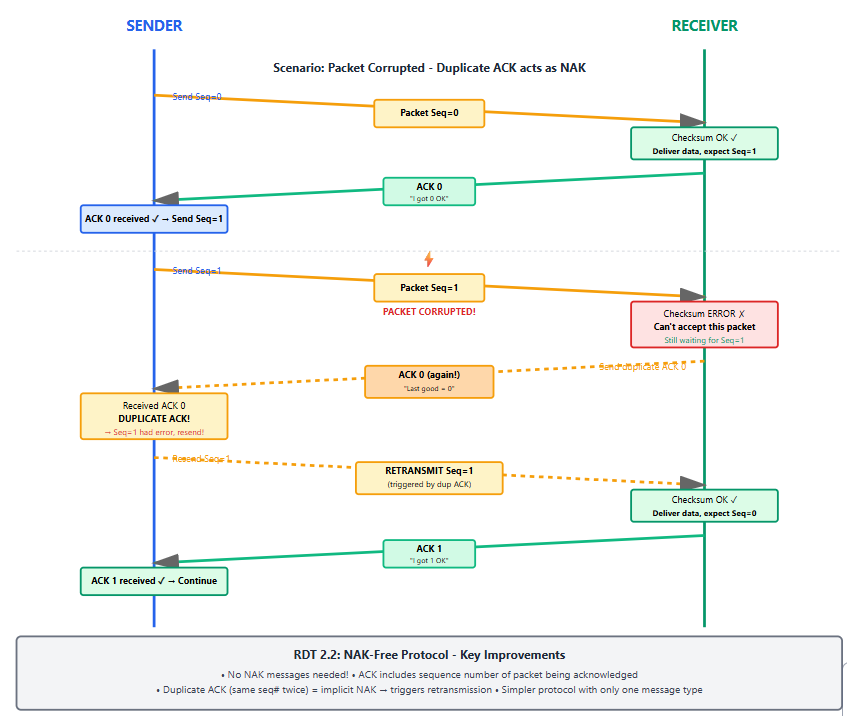 SENDER
RECEIVER
Scenario: Packet Corrupted - Duplicate ACK acts as NAK
Send Seq=0
Packet Seq=0
Checksum OK ✓
Deliver data, expect Seq=1
ACK 0
"I got 0 OK"
ACK 0 received ✓ → Send Seq=1
Send Seq=1
Packet Seq=1
PACKET CORRUPTED!
Checksum ERROR ✗
Can't accept this packet
Still waiting for Seq=1
Send duplicate ACK 0
ACK 0 (again!)
"Last good = 0"
Received ACK 0
DUPLICATE ACK!
→ Seq=1 had error, resend!
Resend Seq=1
RETRANSMIT Seq=1
(triggered by dup ACK)
Checksum OK ✓
Deliver data, expect Seq=0
ACK 1
"I got 1 OK"
ACK 1 received ✓ → Continue
RDT 2.2: NAK-Free Protocol - Key Improvements
• No NAK messages needed! • ACK includes sequence number of packet being acknowledged
• Duplicate ACK (same seq# twice) = implicit NAK → triggers retransmission • Simpler protocol with only one message type